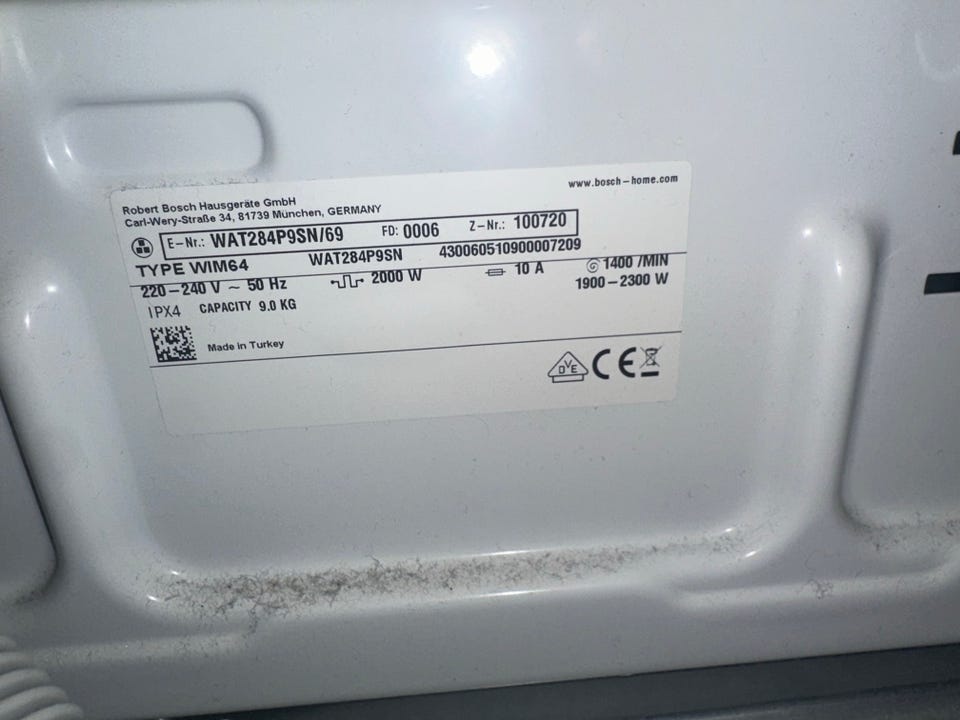 www.bosch-home.com
Robert Bosch Hausgeräte GmbH
Carl-Wery-Straße 34, 81739 München, GERMANY
E-Nr.: WAT284P9SN/69 FD: 0006 Z-Nr.: 100720
TYPE WIM64 WAT284P9SN 430060510900007209
220-240 V ~ 50 Hz 2000 W 10 A 1400 /MIN
1900-2300 W
IPX4 CAPACITY 9.0 KG
Made in Turkey
DVE CE